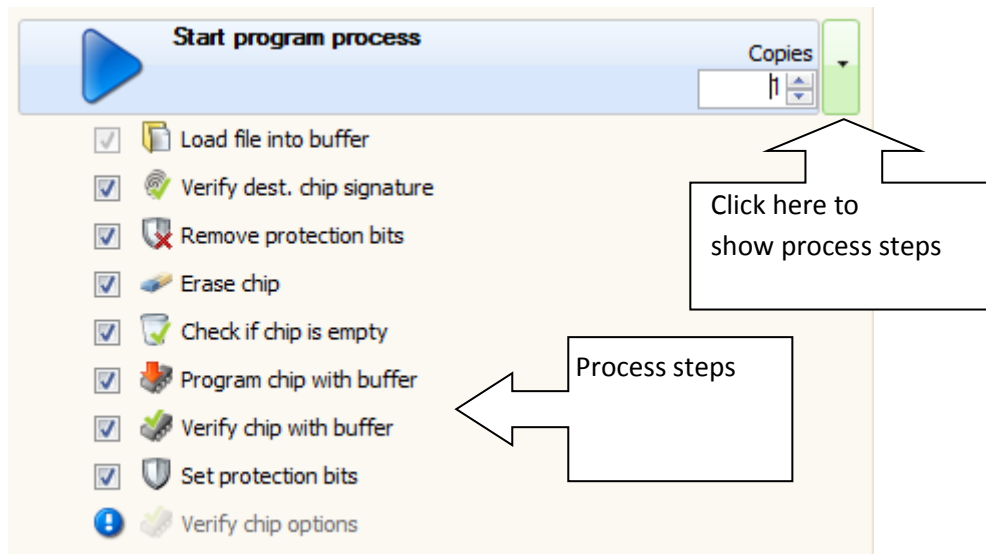 Start program process
Copies
1
Load file into buffer
Verify dest. chip signature
Remove protection bits
Click here to
show process steps
Erase chip
Check if chip is empty
Program chip with buffer
Process steps
Verify chip with buffer
Set protection bits
Verify chip options